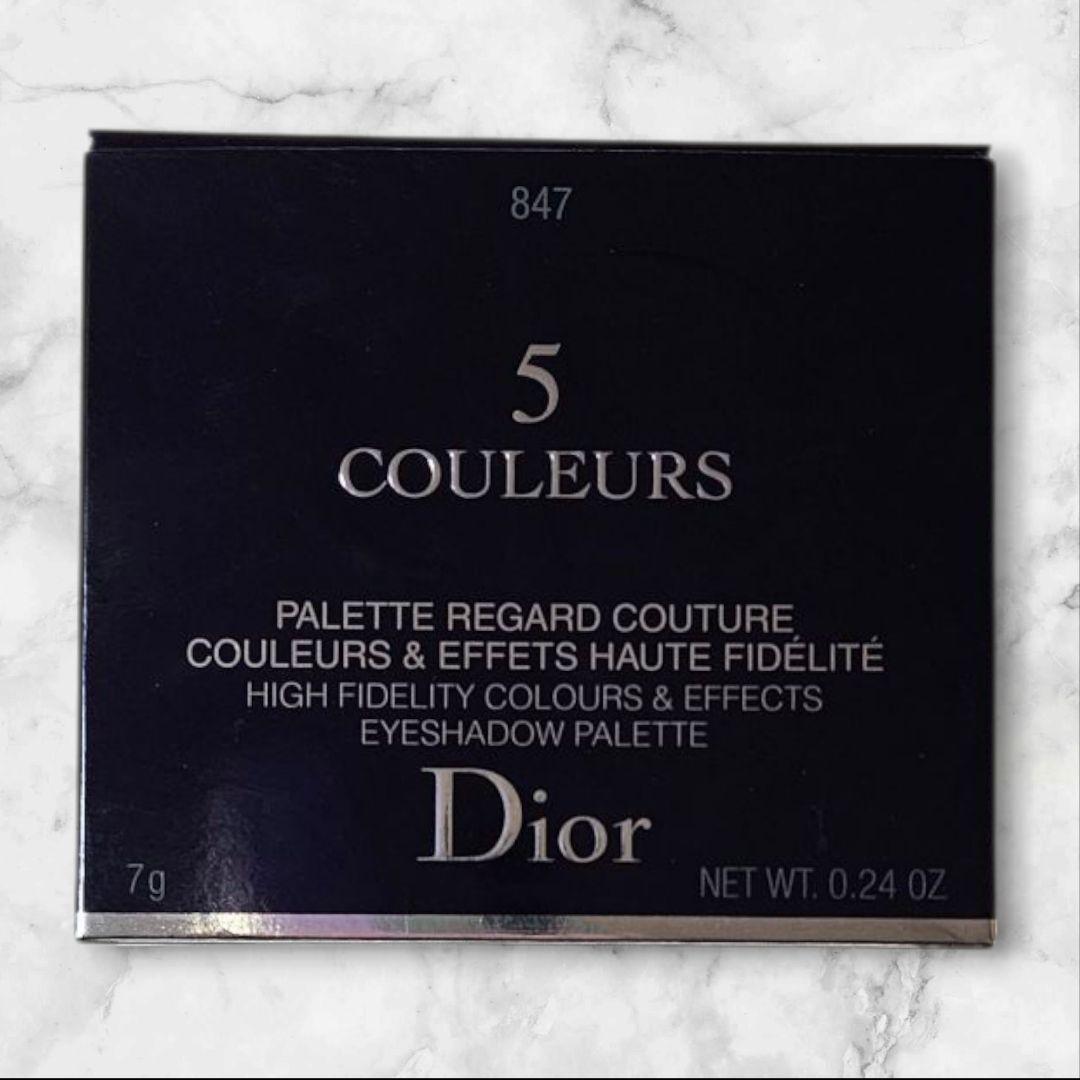 847
5
COULEURS
PALETTE REGARD COUTURE
COULEURS & EFFETS HAUTE FIDÉLITÉ
HIGH FIDELITY COLOURS & EFFECTS
EYESHADOW PALETTE
Dior
7g
NET WT. 0.24 OZ